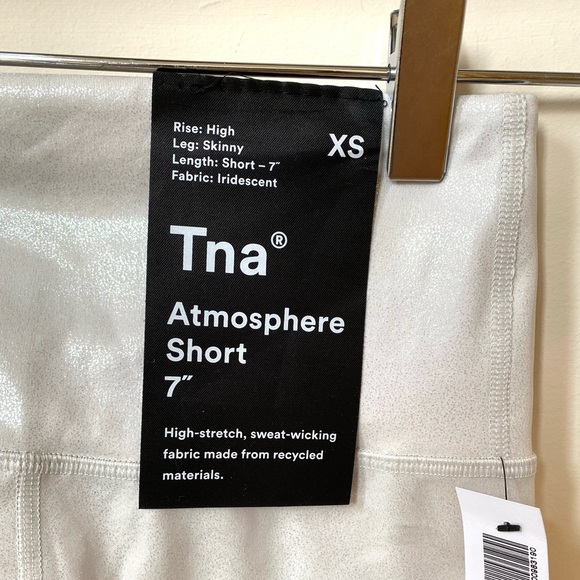 Rise: High
Leg: Skinny
Length: Short – 7″
Fabric: Iridescent
XS
Tna®
Atmosphere
Short
7″
High-stretch, sweat-wicking
fabric made from recycled
materials.